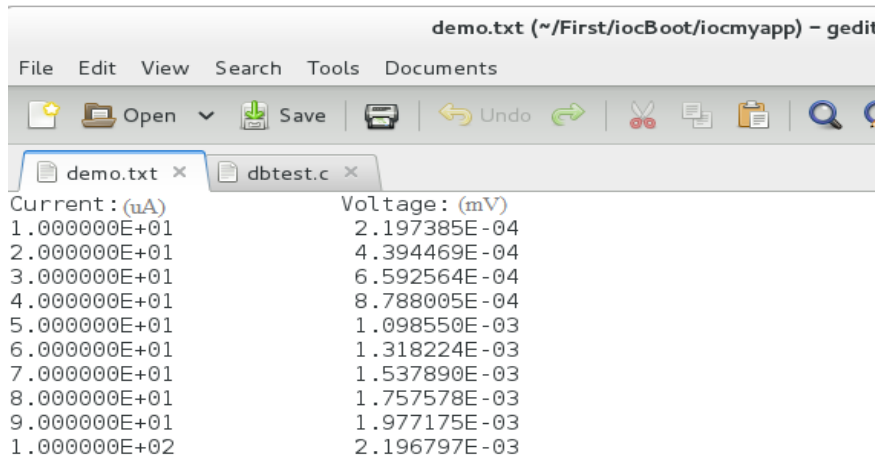 demo.txt (~/First/iocBoot/iocmyapp) – gedit
File Edit View Search Tools Documents
Open Save Undo
demo.txt × dbtest.c ×
Current: (uA) Voltage: (mV)
1.000000E+01 2.197385E-04
2.000000E+01 4.394469E-04
3.000000E+01 6.592564E-04
4.000000E+01 8.788005E-04
5.000000E+01 1.098550E-03
6.000000E+01 1.318224E-03
7.000000E+01 1.537890E-03
8.000000E+01 1.757578E-03
9.000000E+01 1.977175E-03
1.000000E+02 2.196797E-03